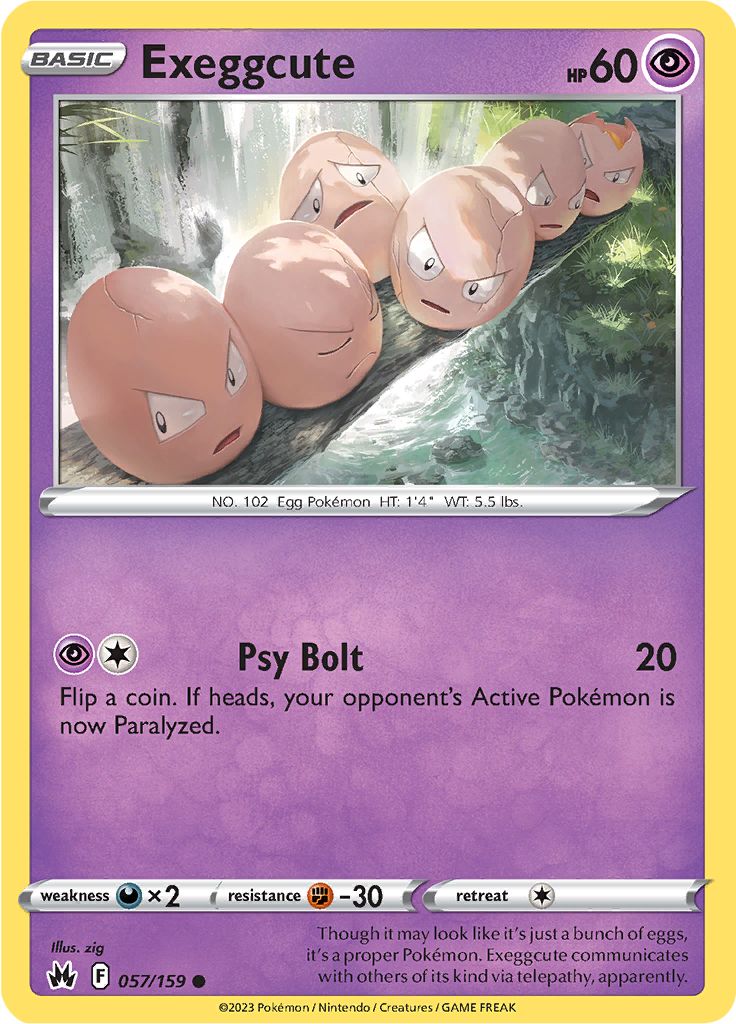 BASIC Exeggcute HP60
NO. 102 Egg Pokémon HT: 1'4" WT: 5.5 lbs.
Psy Bolt 20
Flip a coin. If heads, your opponent's Active Pokémon is
now Paralyzed.
weakness ×2 resistance -30 retreat
Illus. zig
Though it may look like it's just a bunch of eggs,
it's a proper Pokémon. Exeggcute communicates
with others of its kind via telepathy, apparently.
F 057/159
©2023 Pokémon / Nintendo / Creatures / GAME FREAK